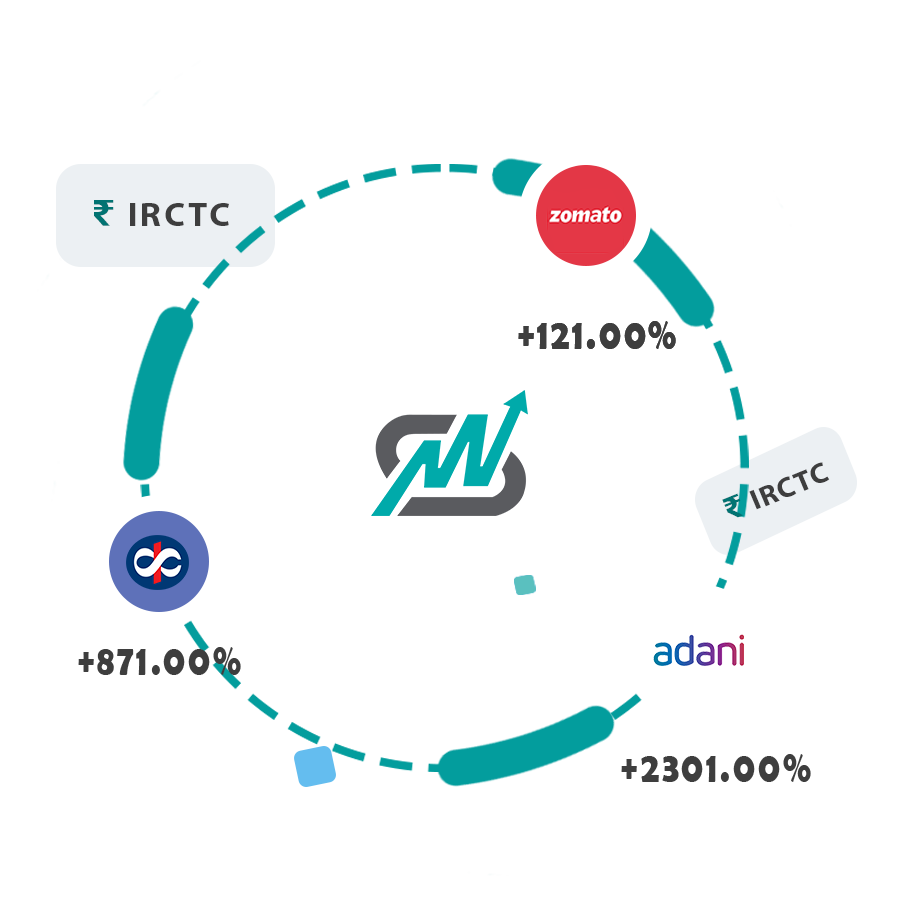 ₹ IRCTC
zomato
+121.00%
₹ IRCTC
+871.00%
adani
+2301.00%